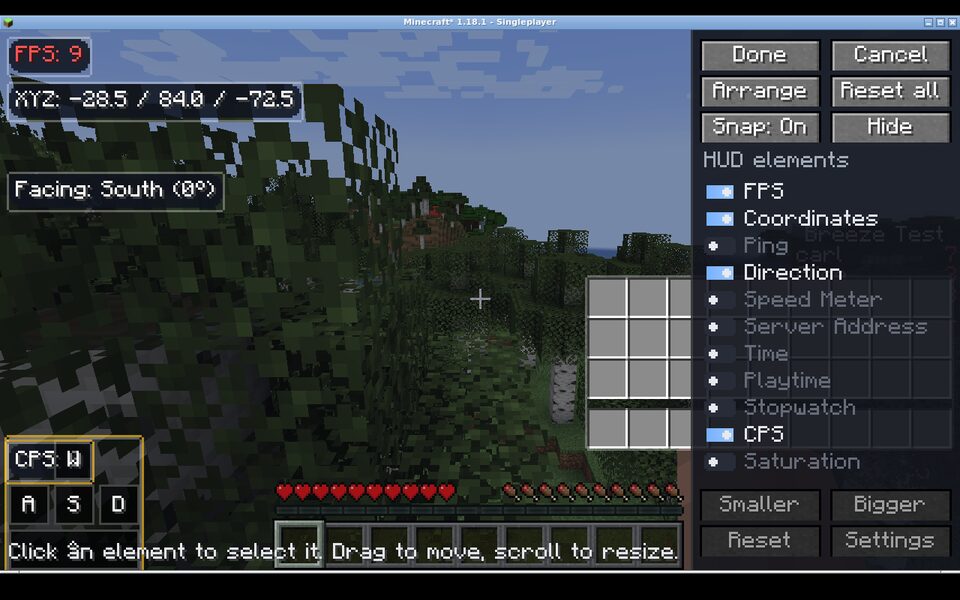 Minecraft* 1.18.1 - Singleplayer
FPS: 9
XYZ: -28.5 / 84.0 / -72.5
Facing: South (0°)
CPS: W
A S D
Click an element to select it. Drag to move, scroll to resize.
Done Cancel
Arrange Reset all
Snap: On Hide
HUD elements
FPS
Coordinates
Ping
Breeze Test
carl
Direction
Speed Meter
Server Address
Time
Playtime
Stopwatch
CPS
Saturation
Smaller Bigger
Reset Settings